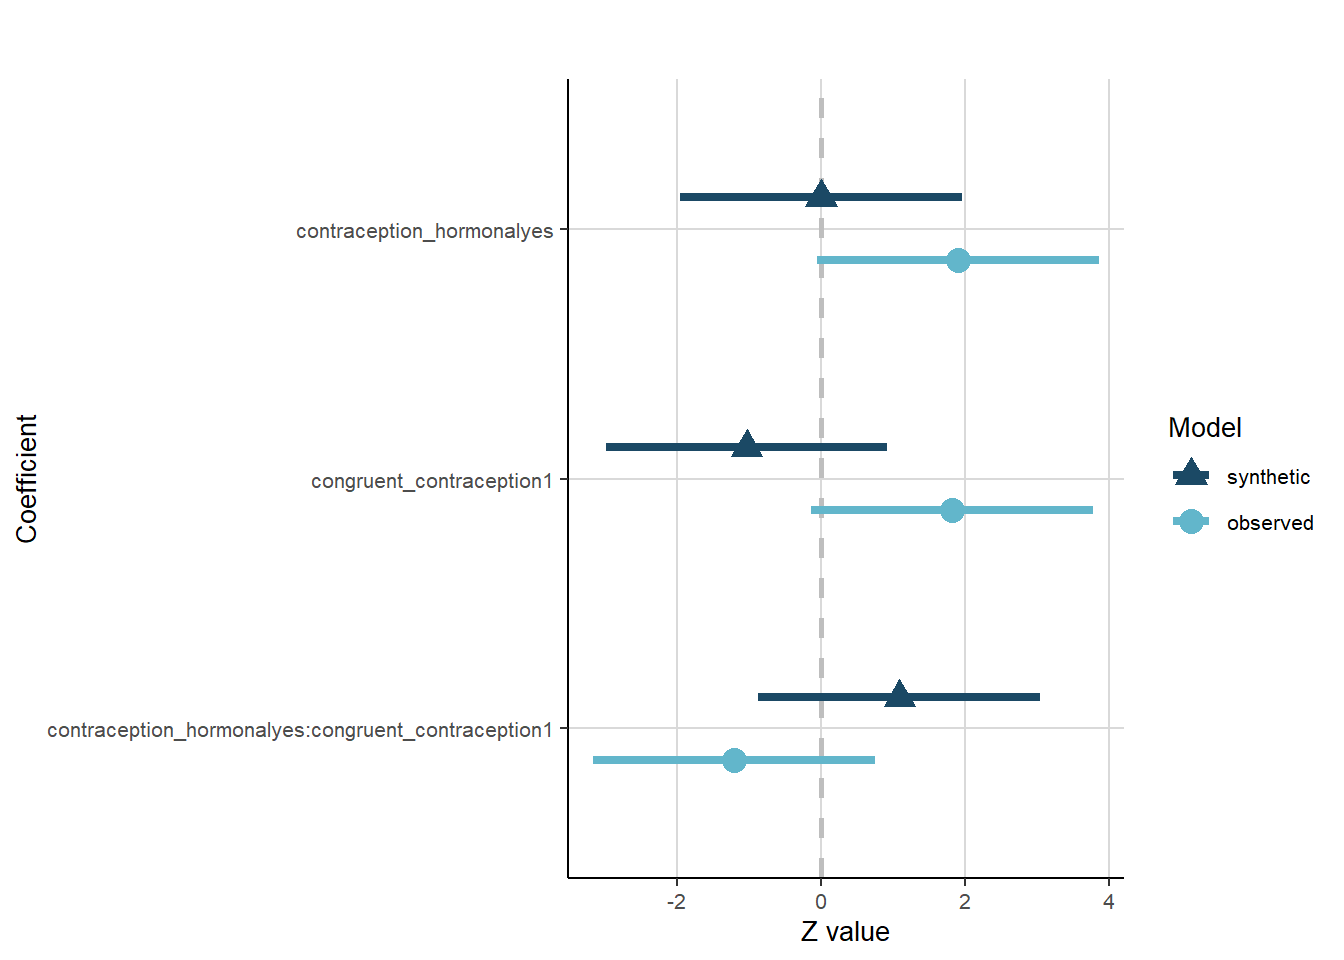 contraception_hormonalyes
congruent_contraception1
contraception_hormonalyes:congruent_contraception1
Coefficient
-2 0 2 4
Z value
Model
synthetic
observed